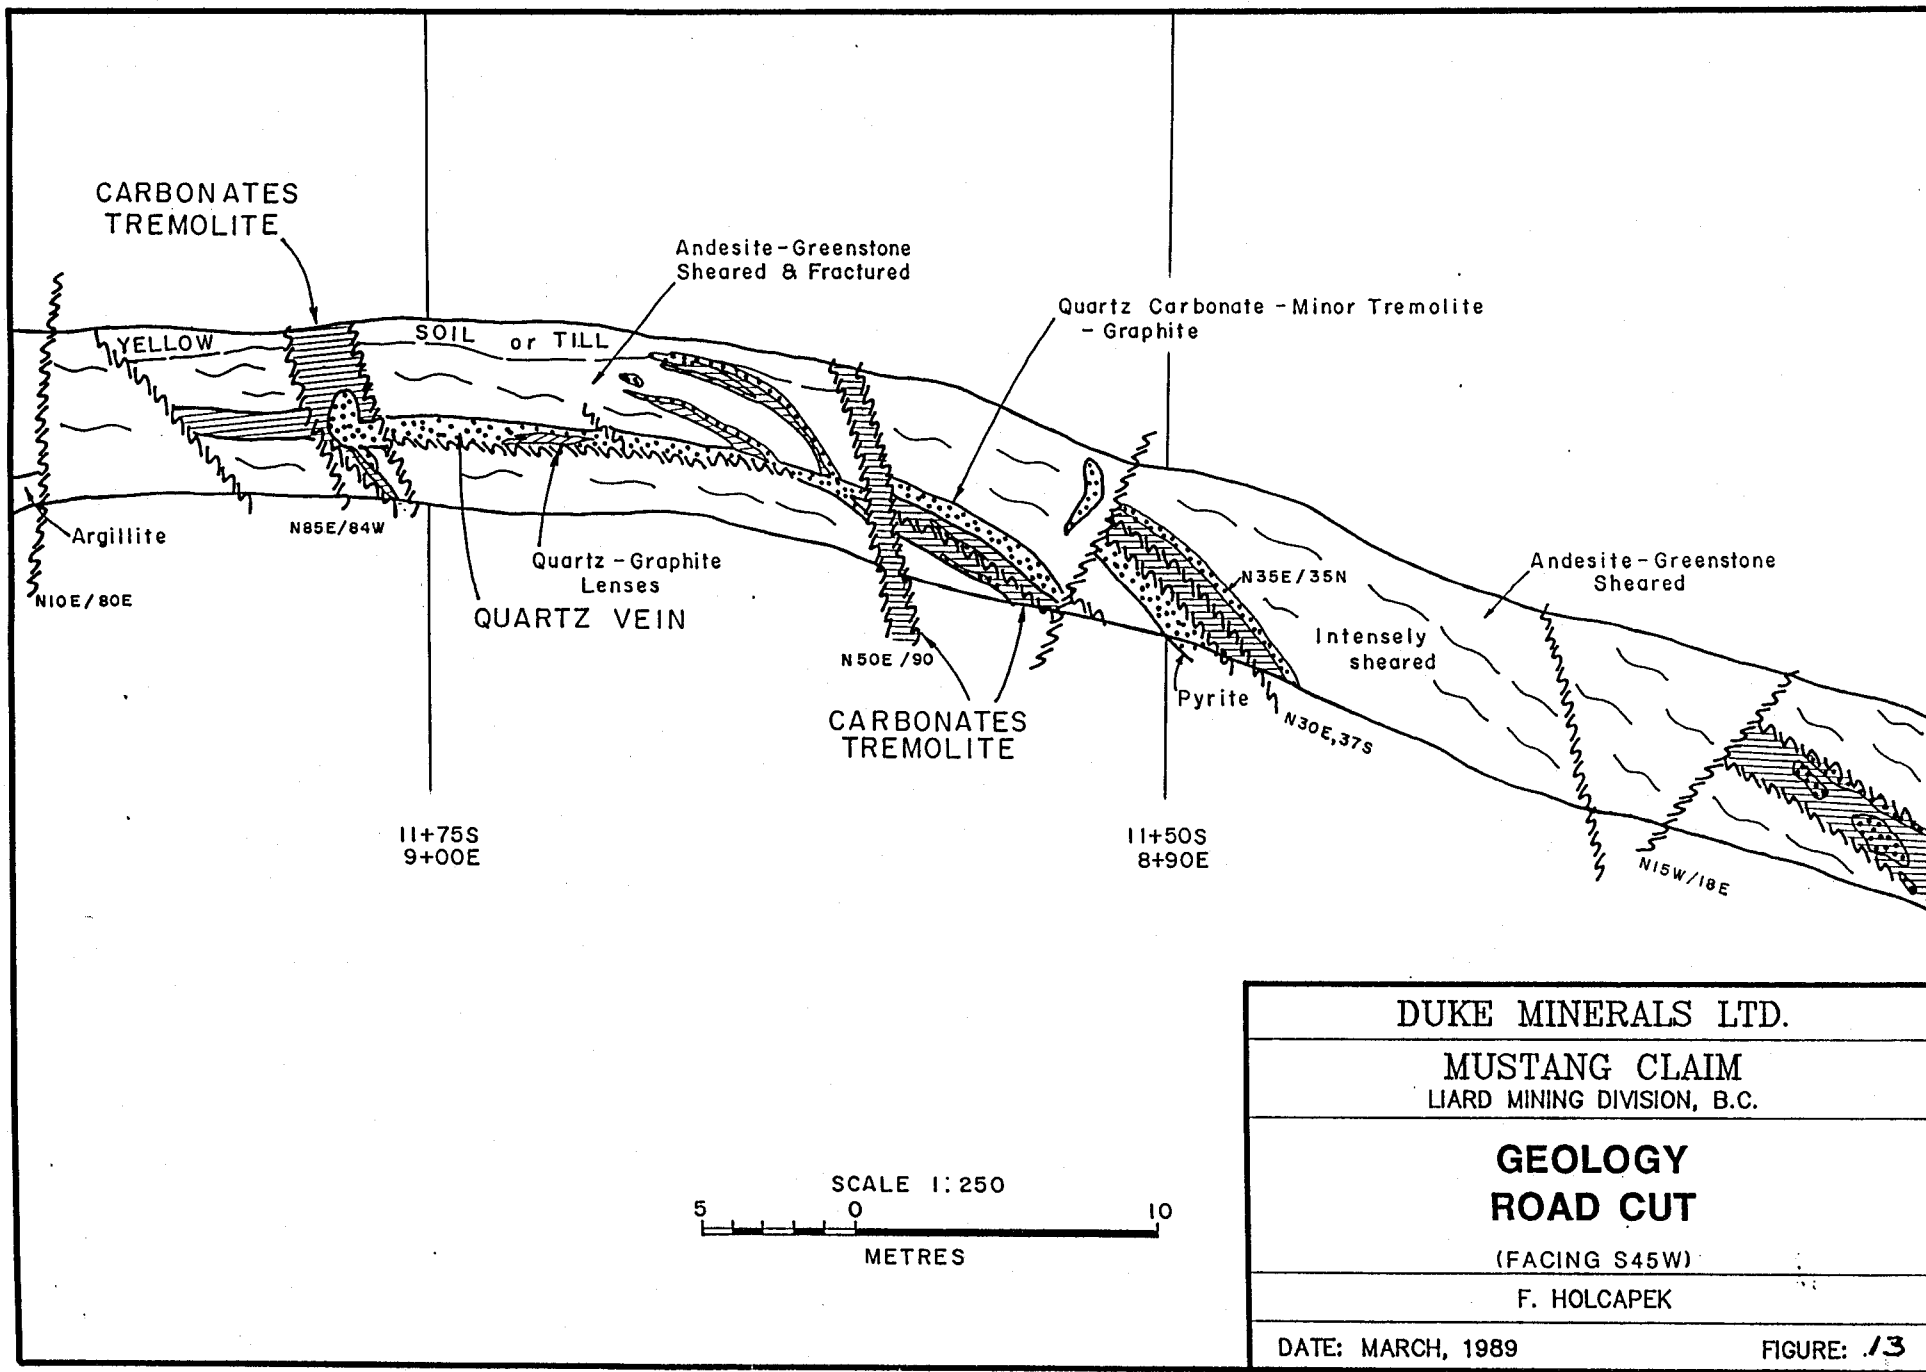 CARBONATES
TREMOLITE
Andesite-Greenstone
Sheared & Fractured
Quartz Carbonate - Minor Tremolite
- Graphite
YELLOW SOIL or TILL
Argillite
N10E/80E
N85E/84W
Quartz-Graphite
Lenses
QUARTZ VEIN
N50E/90
CARBONATES
TREMOLITE
N35E/35N
Intensely
sheared
Pyrite
N30E,37S
Andesite-Greenstone
Sheared
N15W/18E
11+75S
9+00E
11+50S
8+90E
SCALE 1:250
5 0 10
METRES
DUKE MINERALS LTD.
MUSTANG CLAIM
LIARD MINING DIVISION, B.C.
GEOLOGY
ROAD CUT
(FACING S45W)
F. HOLCAPEK
DATE: MARCH, 1989 FIGURE: 13